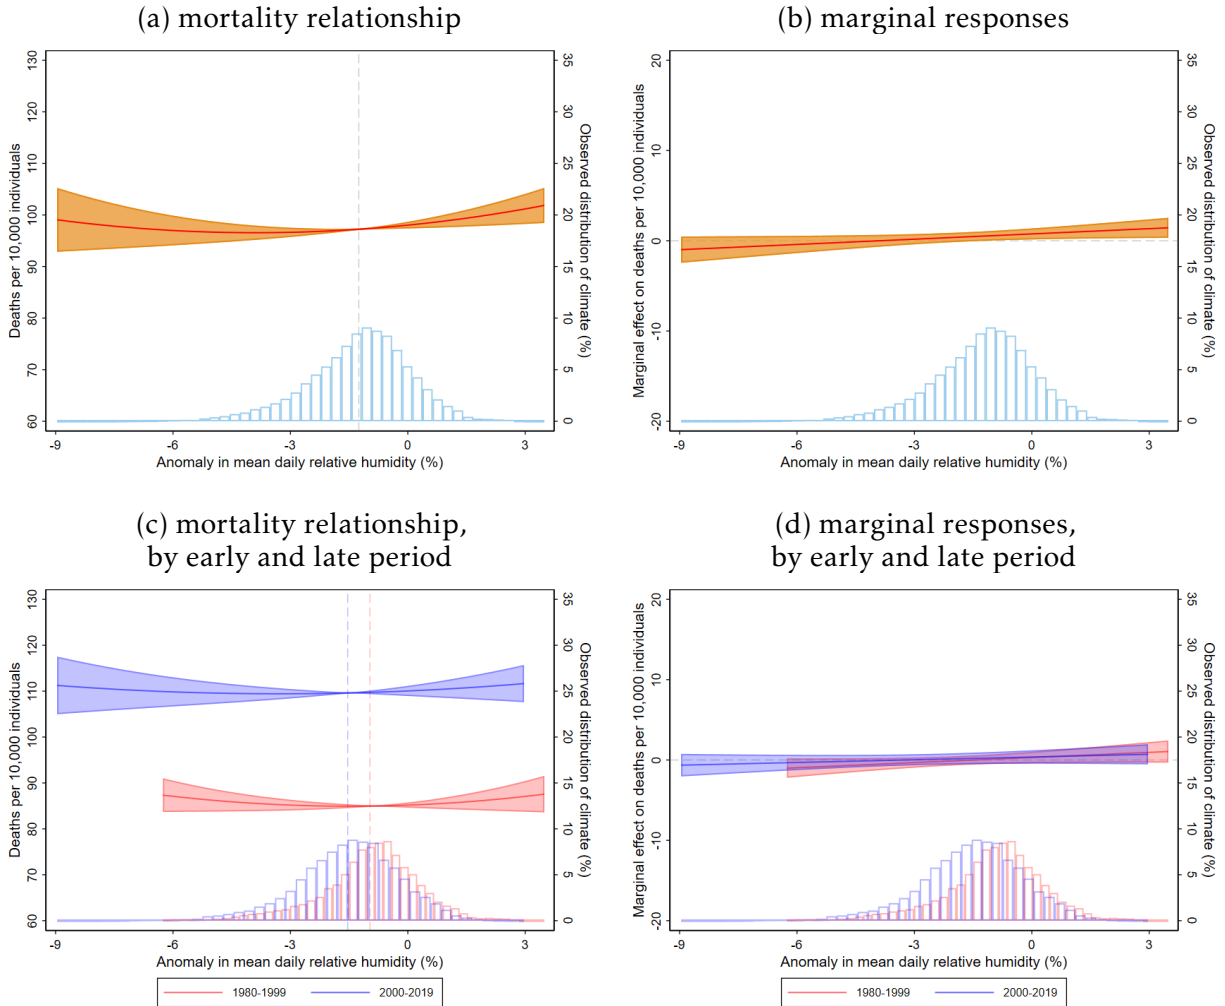 (a) mortality relationship
Deaths per 10,000 individuals
60 70 80 90 100 110 120 130
Observed distribution of climate (%)
0 5 10 15 20 25 30 35
-9 -6 -3 0 3
Anomaly in mean daily relative humidity (%)
(b) marginal responses
Marginal effect on deaths per 10,000 individuals
-20 -10 0 10 20
Observed distribution of climate (%)
0 5 10 15 20 25 30 35
-9 -6 -3 0 3
Anomaly in mean daily relative humidity (%)
(c) mortality relationship,
by early and late period
Deaths per 10,000 individuals
60 70 80 90 100 110 120 130
Observed distribution of climate (%)
0 5 10 15 20 25 30 35
-9 -6 -3 0 3
Anomaly in mean daily relative humidity (%)
1980-1999 2000-2019
(d) marginal responses,
by early and late period
Marginal effect on deaths per 10,000 individuals
-20 -10 0 10 20
Observed distribution of climate (%)
0 5 10 15 20 25 30 35
-9 -6 -3 0 3
Anomaly in mean daily relative humidity (%)
1980-1999 2000-2019